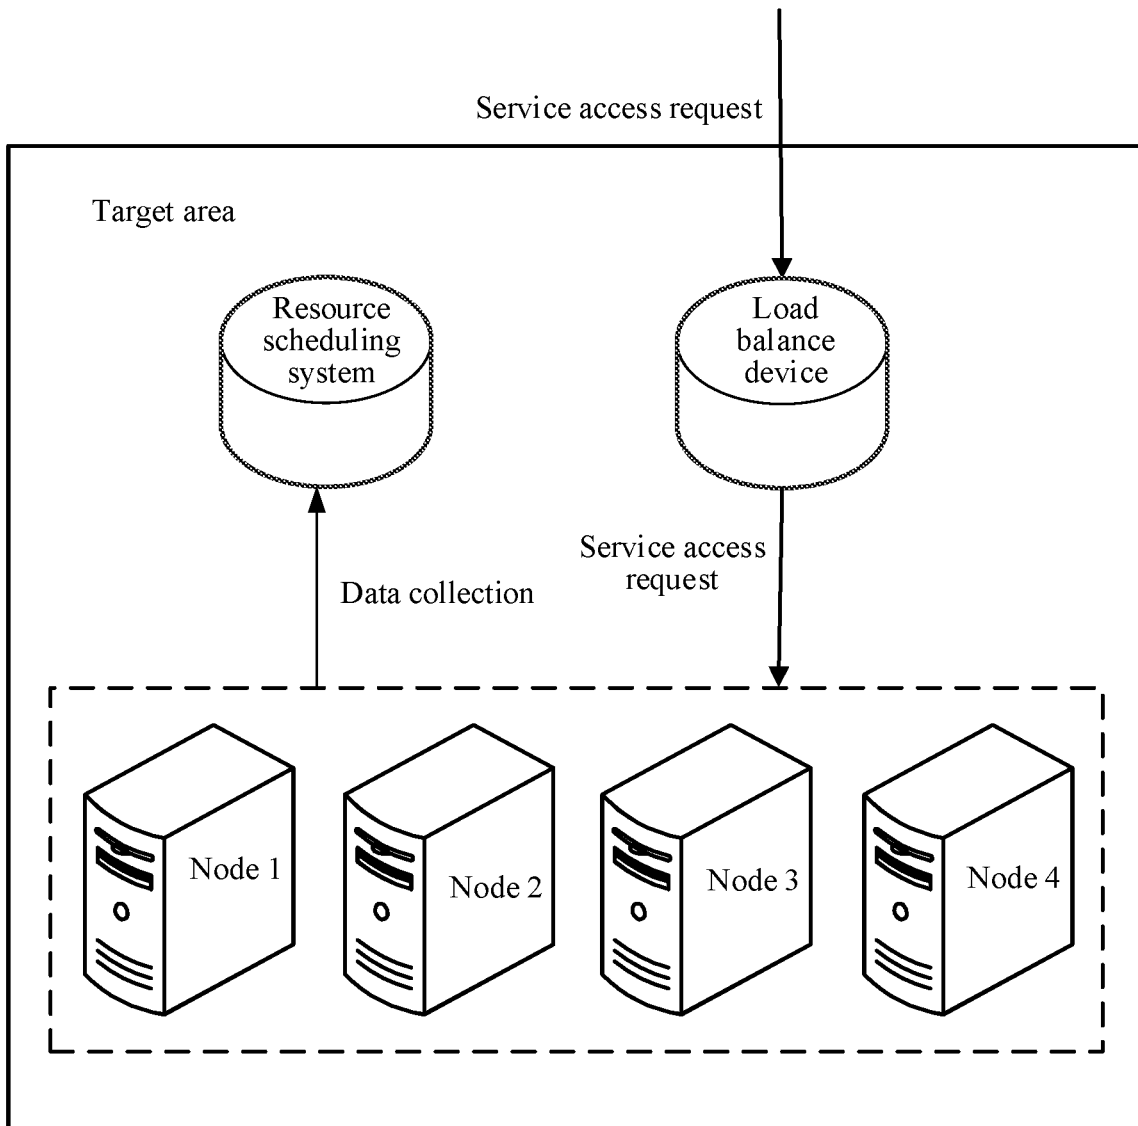 Service access request
Target area
Resource
scheduling
system
Load
balance
device
Service access
request
Data collection
Node 1
Node 2
Node 3
Node 4